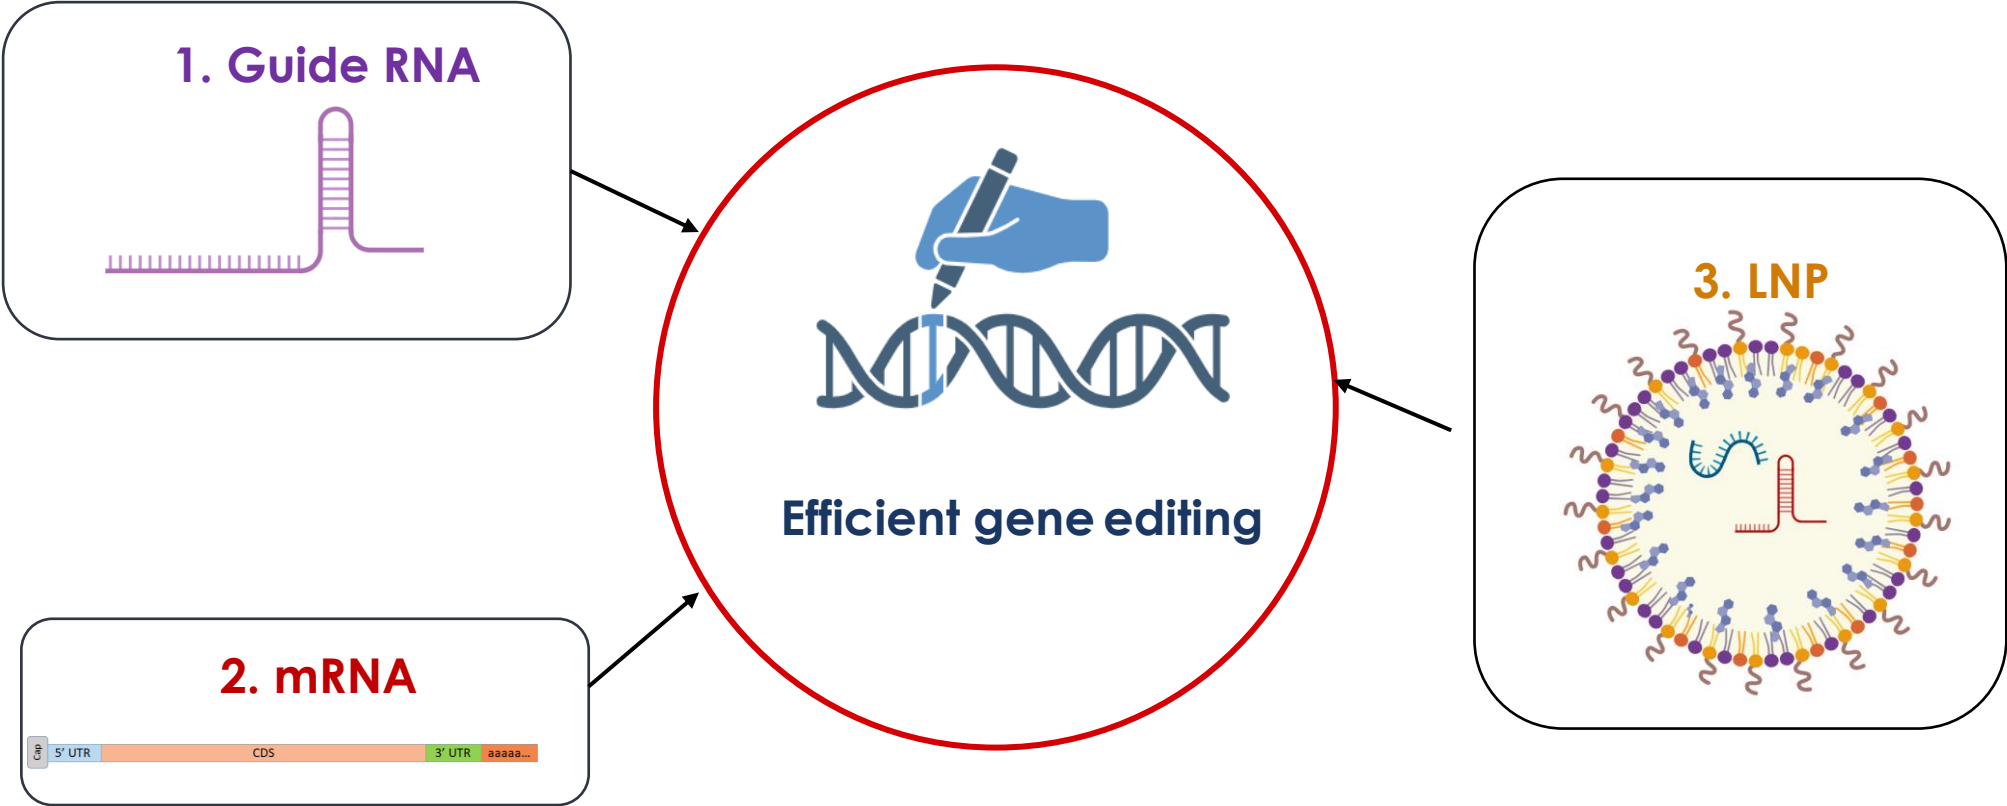 1. Guide RNA
Efficient gene editing
3. LNP
2. mRNA
Cap
5' UTR
CDS
3' UTR
aaaaa...